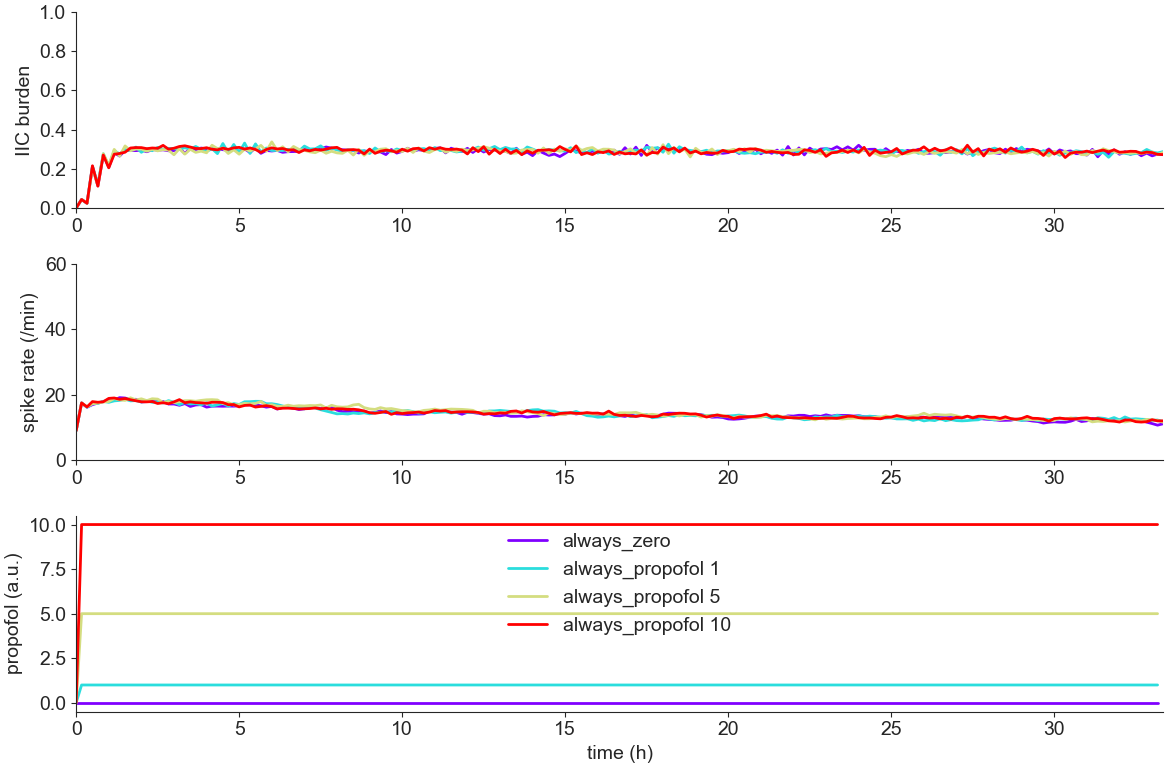 IIC burden
1.0
0.8
0.6
0.4
0.2
0.0
0 5 10 15 20 25 30
spike rate (/min)
60
40
20
0
0 5 10 15 20 25 30
propofol (a.u.)
10.0
7.5
5.0
2.5
0.0
always_zero
always_propofol 1
always_propofol 5
always_propofol 10
0 5 10 15 20 25 30
time (h)